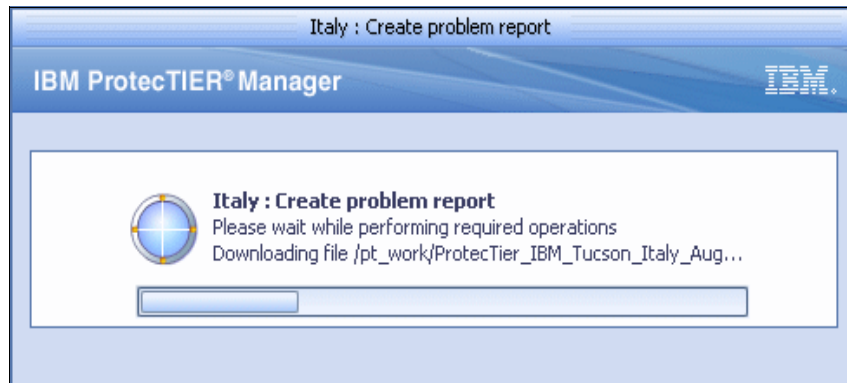 Italy : Create problem report
IBM ProtecTIER® Manager
IBM®
Italy : Create problem report
Please wait while performing required operations
Downloading file /pt_work/ProtecTier_IBM_Tucson_Italy_Aug...